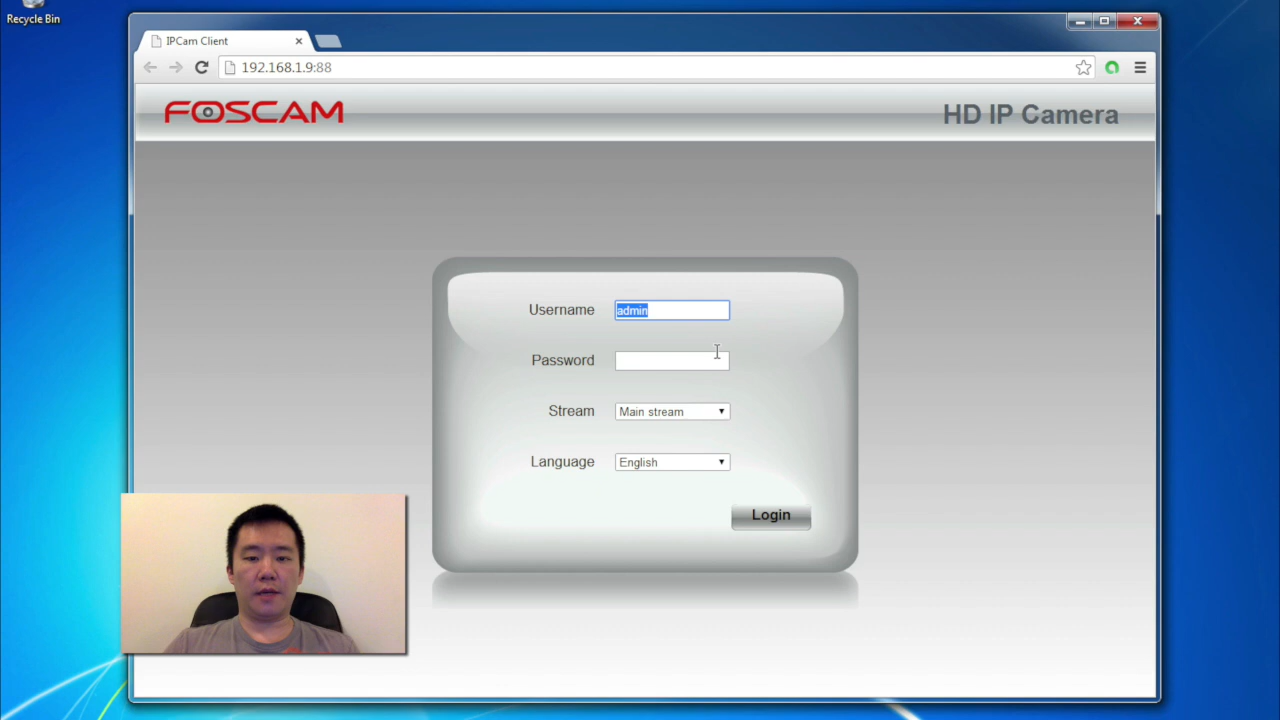 Recycle Bin
IPCam Client
192.168.1.9:88
FOSCAM
HD IP Camera
Username admin
Password
Stream Main stream
Language English
Login